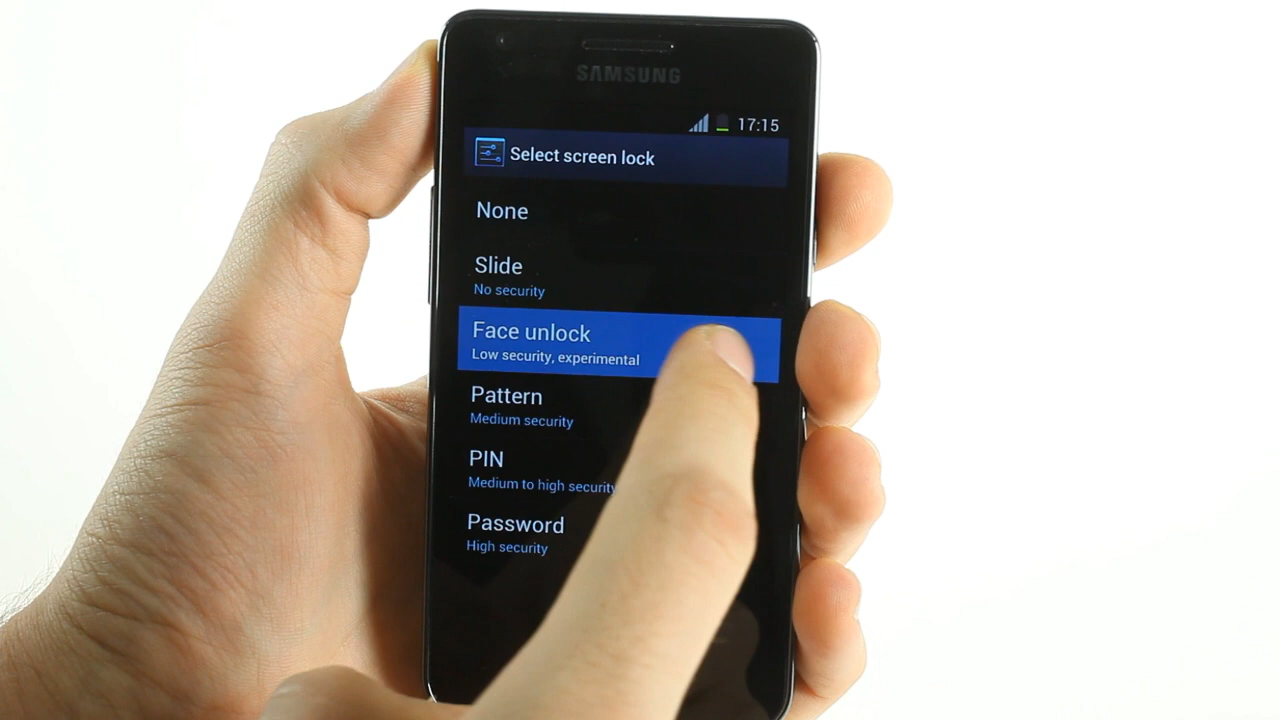 SAMSUNG
17:15
Select screen lock
None
Slide
No security
Face unlock
Low security, experimental
Pattern
Medium security
PIN
Medium to high security
Password
High security